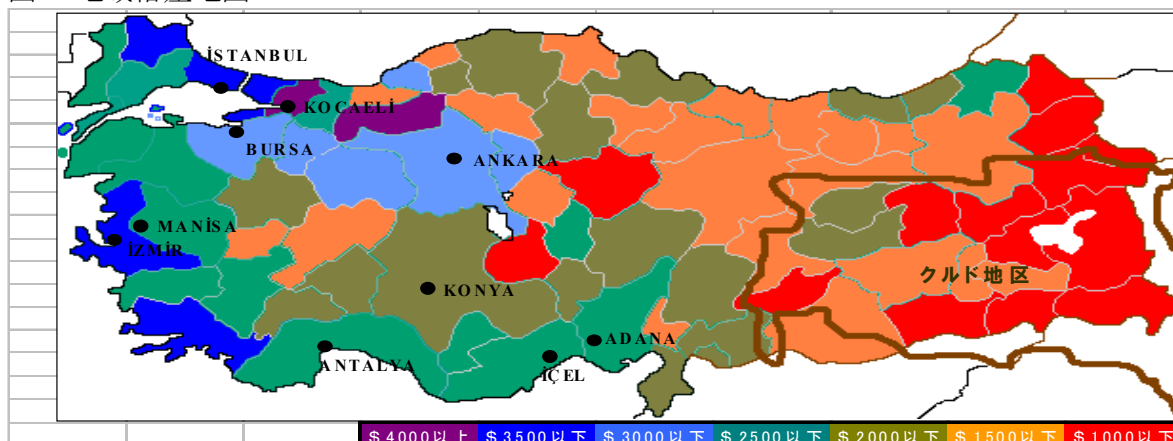 İSTANBUL
KOCAELİ
BURSA
ANKARA
MANİSA
İZMİR
クルド地区
KONYA
ADANA
ANTALYA
İÇEL
$4000以上 $3500以下 $3000以下 $2500以下 $2000以下 $1500以下 $1000以下